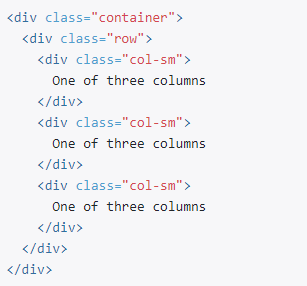 <div class="container">
  <div class="row">
    <div class="col-sm">
      One of three columns
    </div>
    <div class="col-sm">
      One of three columns
    </div>
    <div class="col-sm">
      One of three columns
    </div>
  </div>
</div>